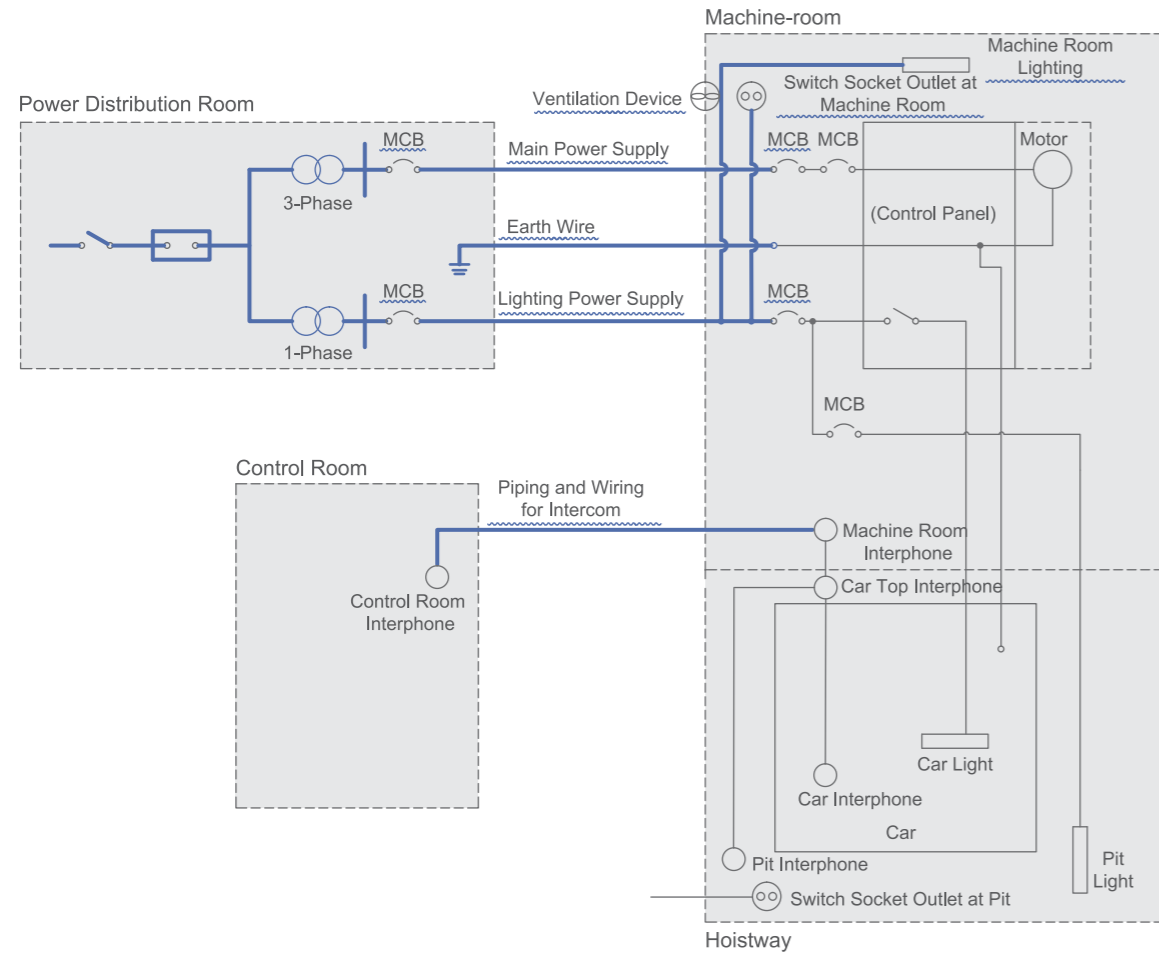 Machine-room
Machine Room
Lighting
Power Distribution Room
Ventilation Device
Switch Socket Outlet at
Machine Room
MCB
Main Power Supply
MCB
MCB
Motor
3-Phase
(Control Panel)
Earth Wire
MCB
Lighting Power Supply
MCB
1-Phase
MCB
Control Room
Piping and Wiring
for Intercom
Machine Room
Interphone
Car Top Interphone
Control Room
Interphone
Car Light
Car Interphone
Car
Pit Interphone
Pit
Light
Switch Socket Outlet at Pit
Hoistway